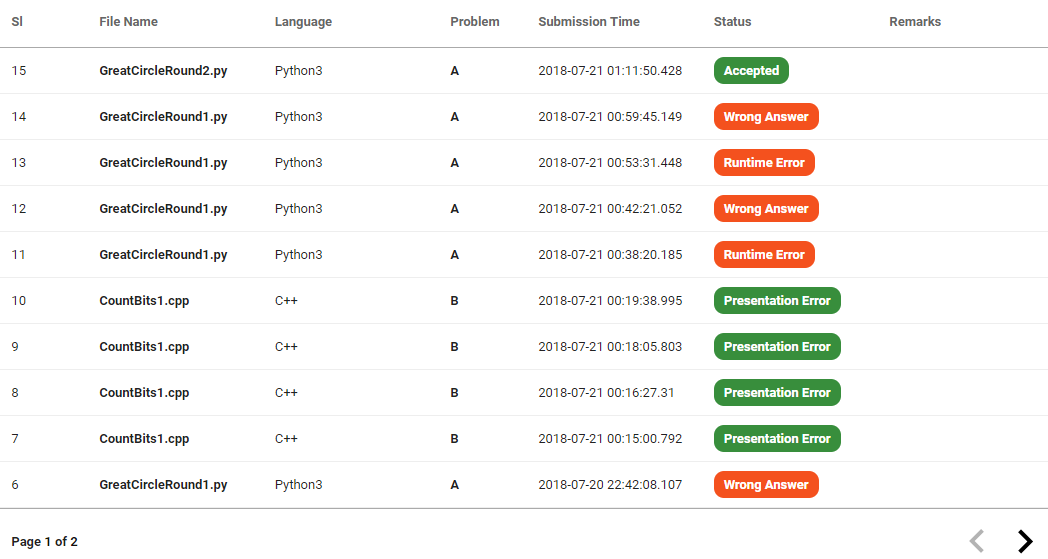 Sl File Name Language Problem Submission Time Status Remarks
15 GreatCircleRound2.py Python3 A 2018-07-21 01:11:50.428 Accepted
14 GreatCircleRound1.py Python3 A 2018-07-21 00:59:45.149 Wrong Answer
13 GreatCircleRound1.py Python3 A 2018-07-21 00:53:31.448 Runtime Error
12 GreatCircleRound1.py Python3 A 2018-07-21 00:42:21.052 Wrong Answer
11 GreatCircleRound1.py Python3 A 2018-07-21 00:38:20.185 Runtime Error
10 CountBits1.cpp C++ B 2018-07-21 00:19:38.995 Presentation Error
9 CountBits1.cpp C++ B 2018-07-21 00:18:05.803 Presentation Error
8 CountBits1.cpp C++ B 2018-07-21 00:16:27.31 Presentation Error
7 CountBits1.cpp C++ B 2018-07-21 00:15:00.792 Presentation Error
6 GreatCircleRound1.py Python3 A 2018-07-20 22:42:08.107 Wrong Answer
Page 1 of 2